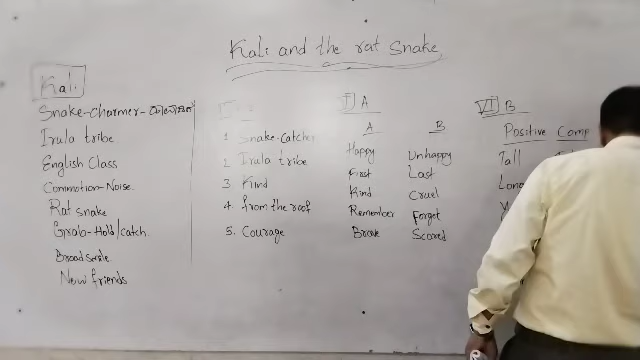 Kali and the rat snake
Kali
Snake-charmer-
Irula tribe
English Class
Commotion-Noise
Rat snake
Grab-Hold/catch
Broad smile
New friends
1. Snake-catcher
2. Irula tribe
3. Kind
4. from the roof
5. Courage
I A
A B
Happy Unhappy
First Last
Kind Cruel
Remember Forget
Brave Scared
VI B
Positive Comp
Tall